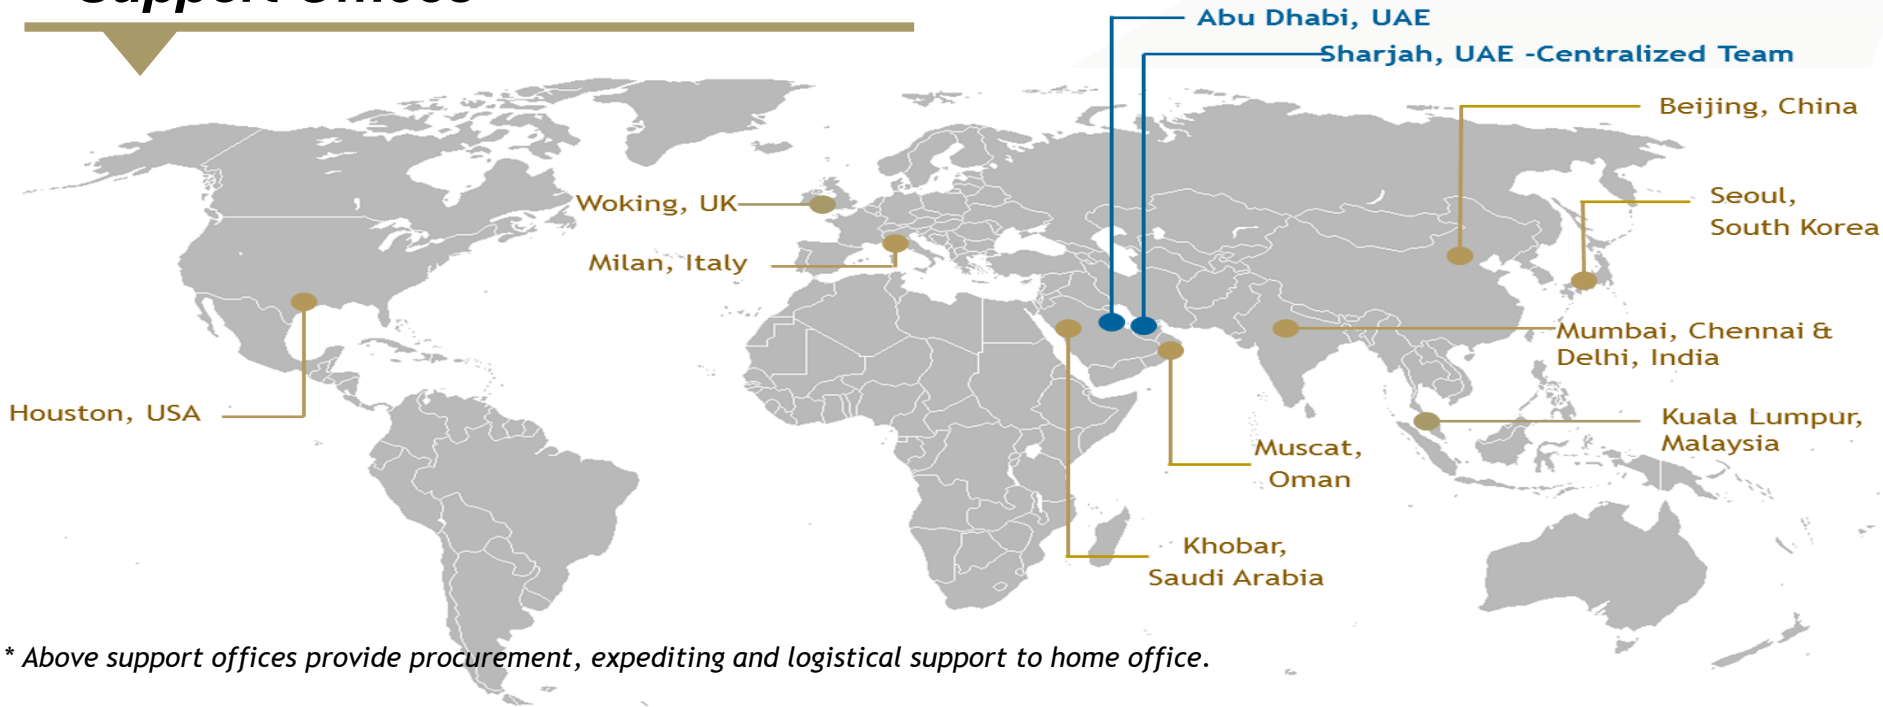 Support Offices
Abu Dhabi, UAE
Sharjah, UAE -Centralized Team
Beijing, China
Seoul,
South Korea
Woking, UK
Milan, Italy
Mumbai, Chennai &
Delhi, India
Houston, USA
Kuala Lumpur,
Malaysia
Muscat,
Oman
Khobar,
Saudi Arabia
* Above support offices provide procurement, expediting and logistical support to home office.